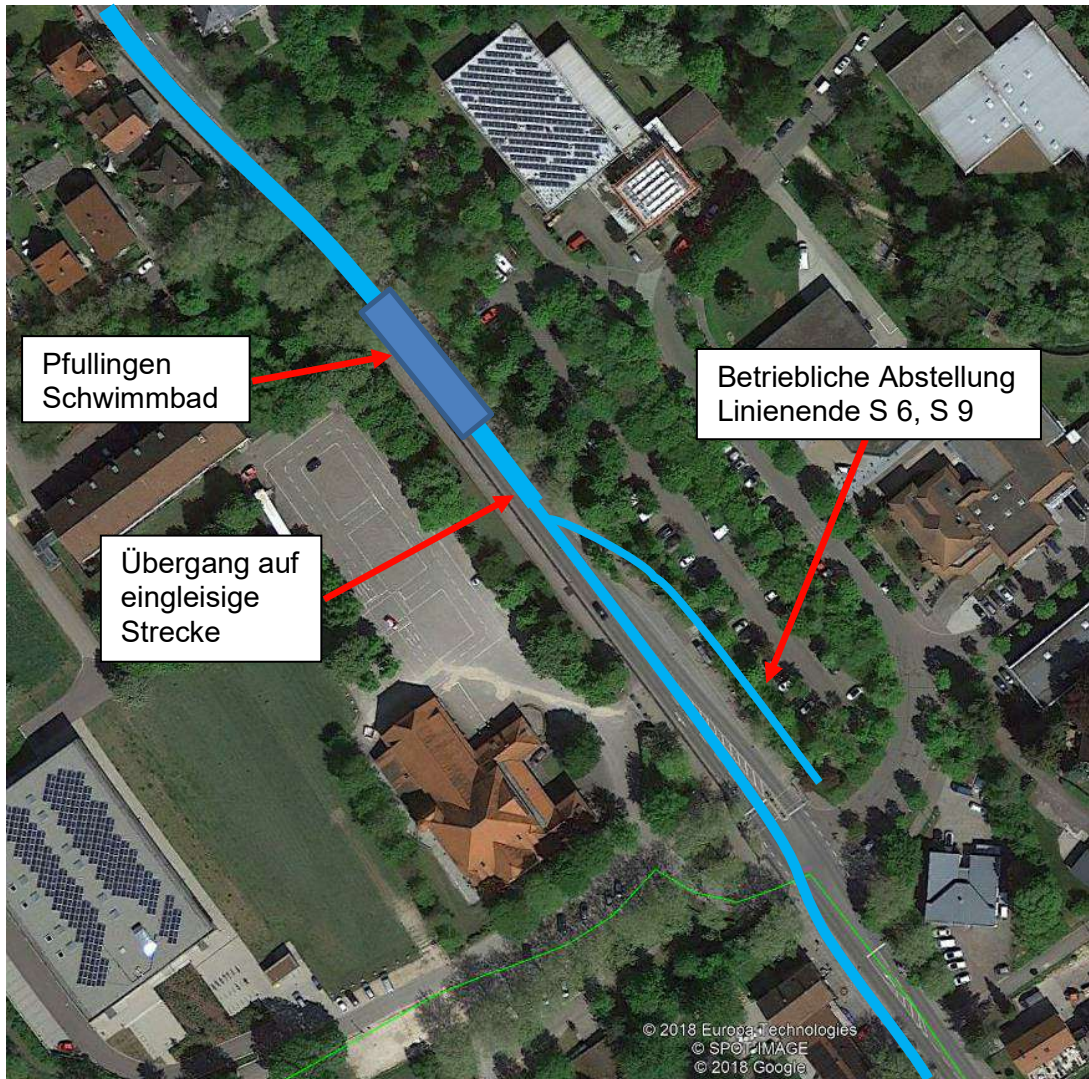 Pfullingen
Schwimmbad
Betriebliche Abstellung
Linienende S 6, S 9
Übergang auf
eingleisige
Strecke
© 2018 Europa Technologies
© SPOT IMAGE
© 2018 Google